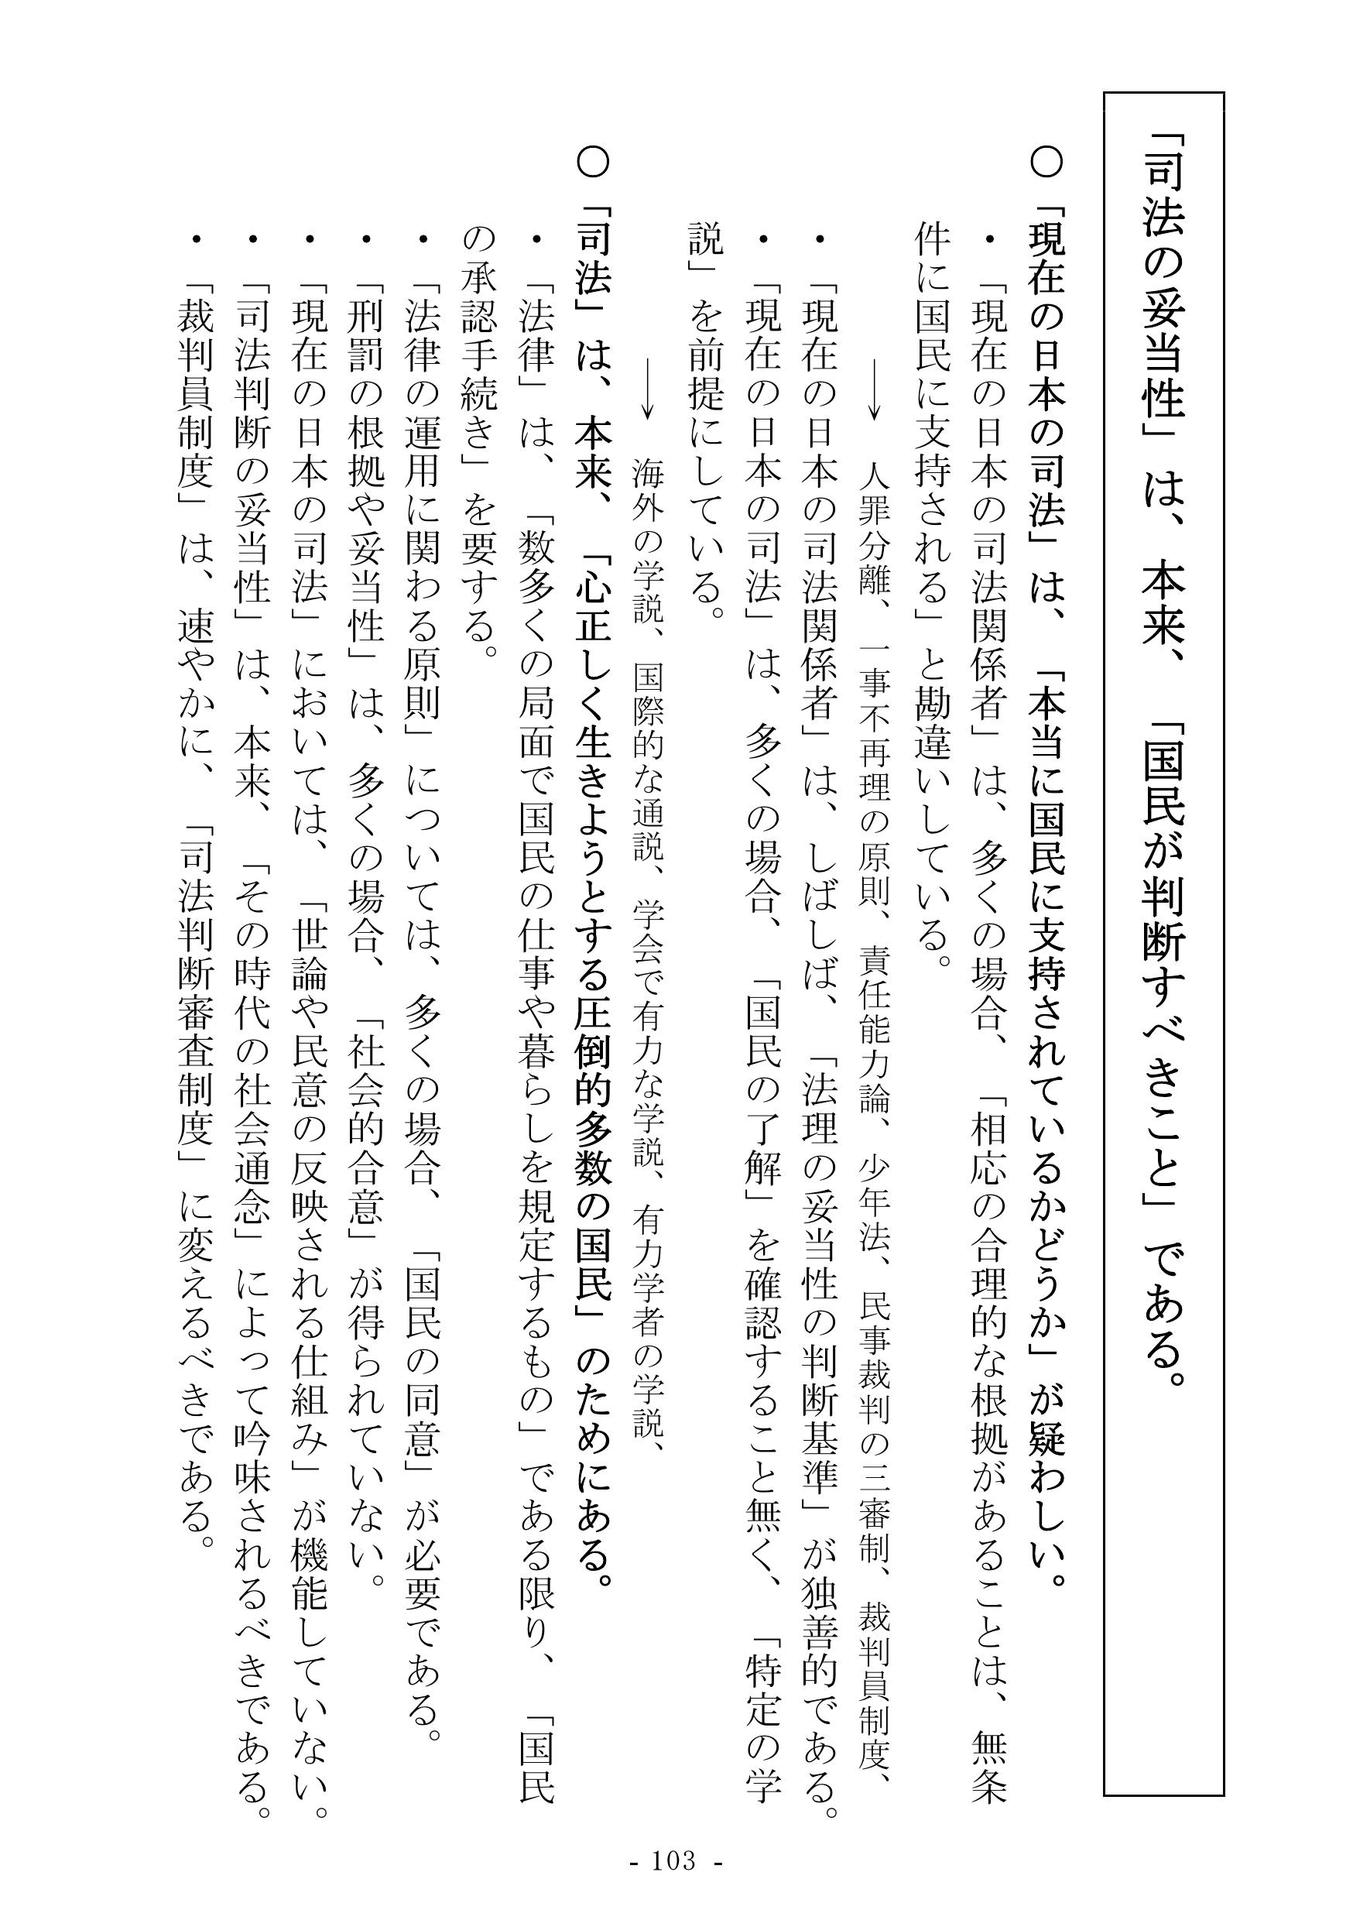 「司法の妥当性」は、本来、「国民が判断すべきこと」である。
○「現在の日本の司法」は、「本当に国民に支持されているかどうか」が疑わしい。
・「現在の日本の司法関係者」は、多くの場合、「相応の合理的な根拠があることは、無条
件に国民に支持される」と勘違いしている。
→ 人罪分離、一事不再理の原則、責任能力論、少年法、民事裁判の三審制、裁判員制度、
・「現在の日本の司法関係者」は、しばしば、「法理の妥当性の判断基準」が独善的である。
・「現在の日本の司法」は、多くの場合、「国民の了解」を確認すること無く、「特定の学
説」を前提にしている。
→ 海外の学説、国際的な通説、学会で有力な学説、有力学者の学説、
○「司法」は、本来、「心正しく生きようとする圧倒的多数の国民」のためにある。
・「法律」は、「数多くの局面で国民の仕事や暮らしを規定するもの」である限り、「国民
の承認手続き」を要する。
・「法律の運用に関わる原則」については、多くの場合、「国民の同意」が必要である。
・「刑罰の根拠や妥当性」は、多くの場合、「社会的合意」が得られていない。
・「現在の日本の司法」においては、「世論や民意の反映される仕組み」が機能していない。
・「司法判断の妥当性」は、本来、「その時代の社会通念」によって吟味されるべきである。
・「裁判員制度」は、速やかに、「司法判断審査制度」に変えるべきである。
- 103 -